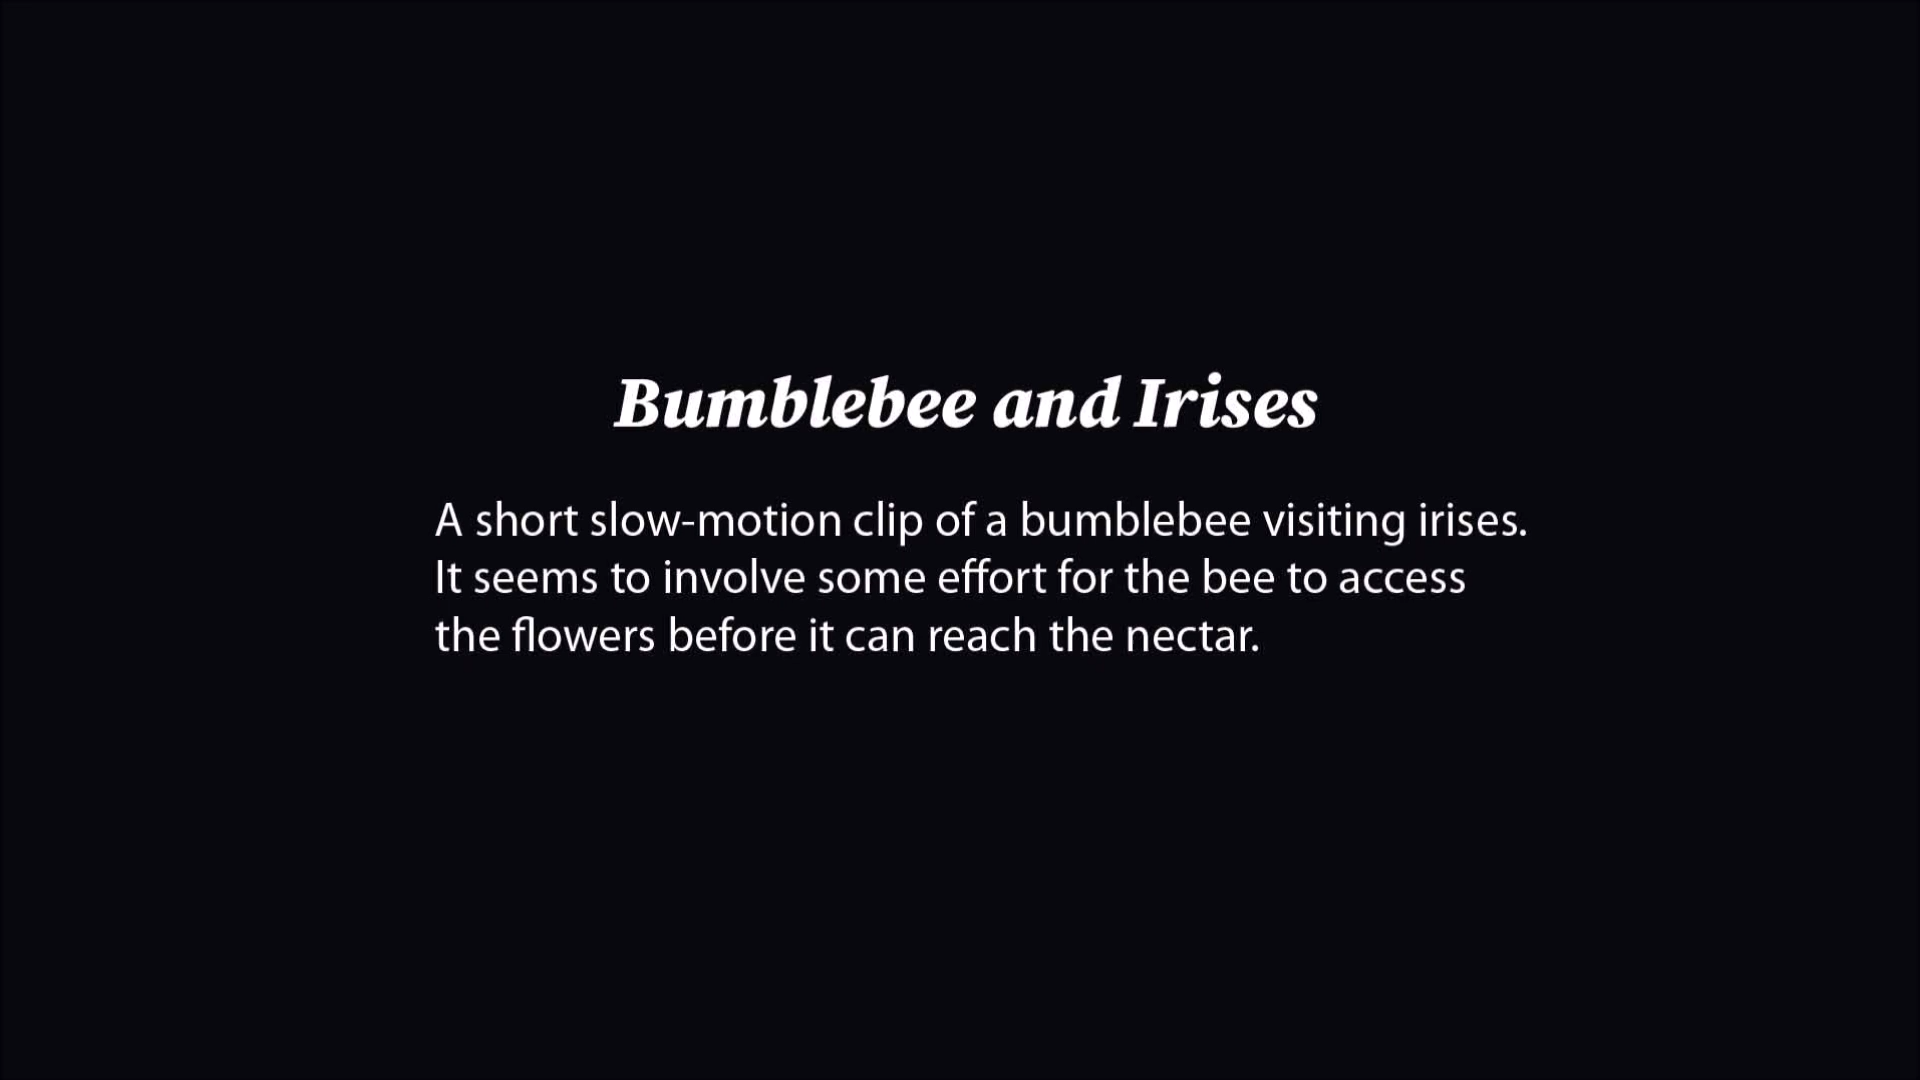 Bumblebee and Irises
A short slow-motion clip of a bumblebee visiting irises.
It seems to involve some effort for the bee to access
the flowers before it can reach the nectar.